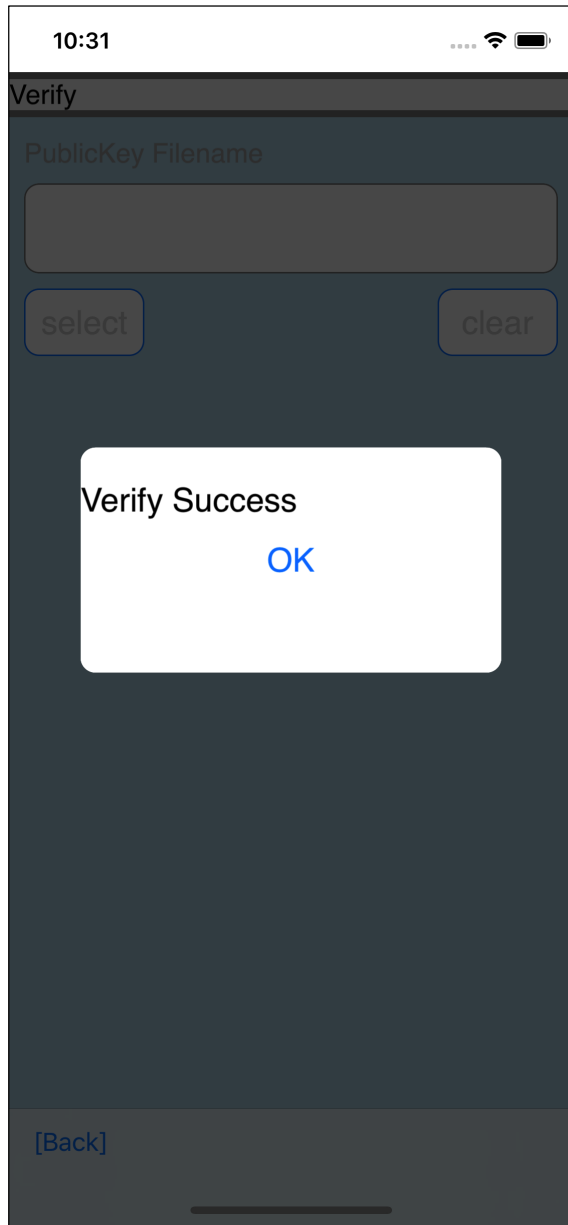 10:31
Verify
PublicKey Filename
select clear
Verify Success
OK
[Back]